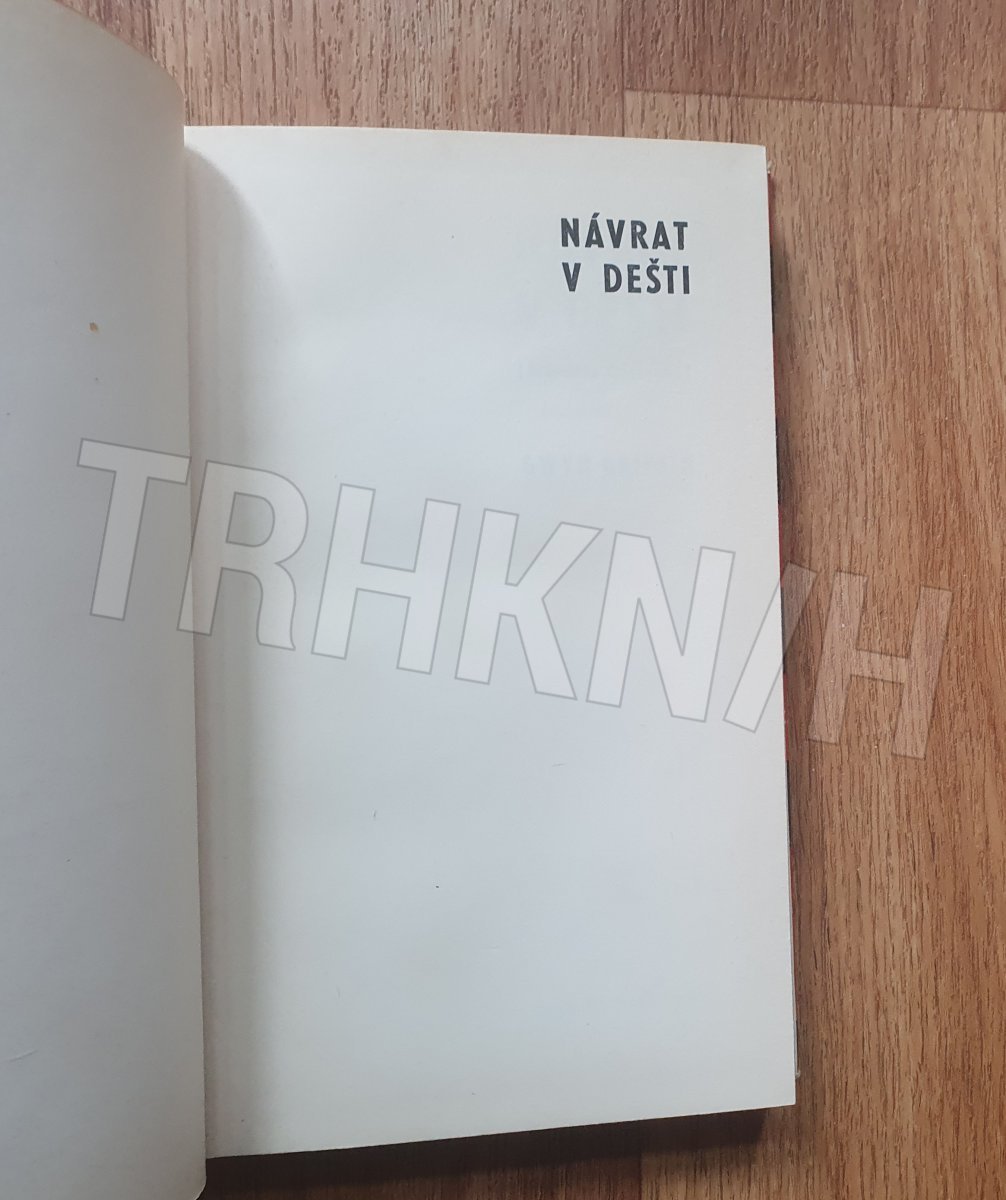 NÁVRAT
V DEŠTI
TRHKNIH